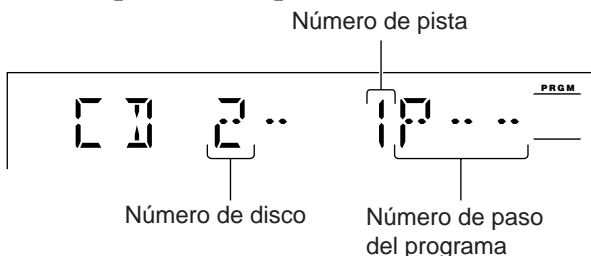 Número de pista
PRGM
CD 2-- 1P-- --
Número de disco
Número de paso
del programa